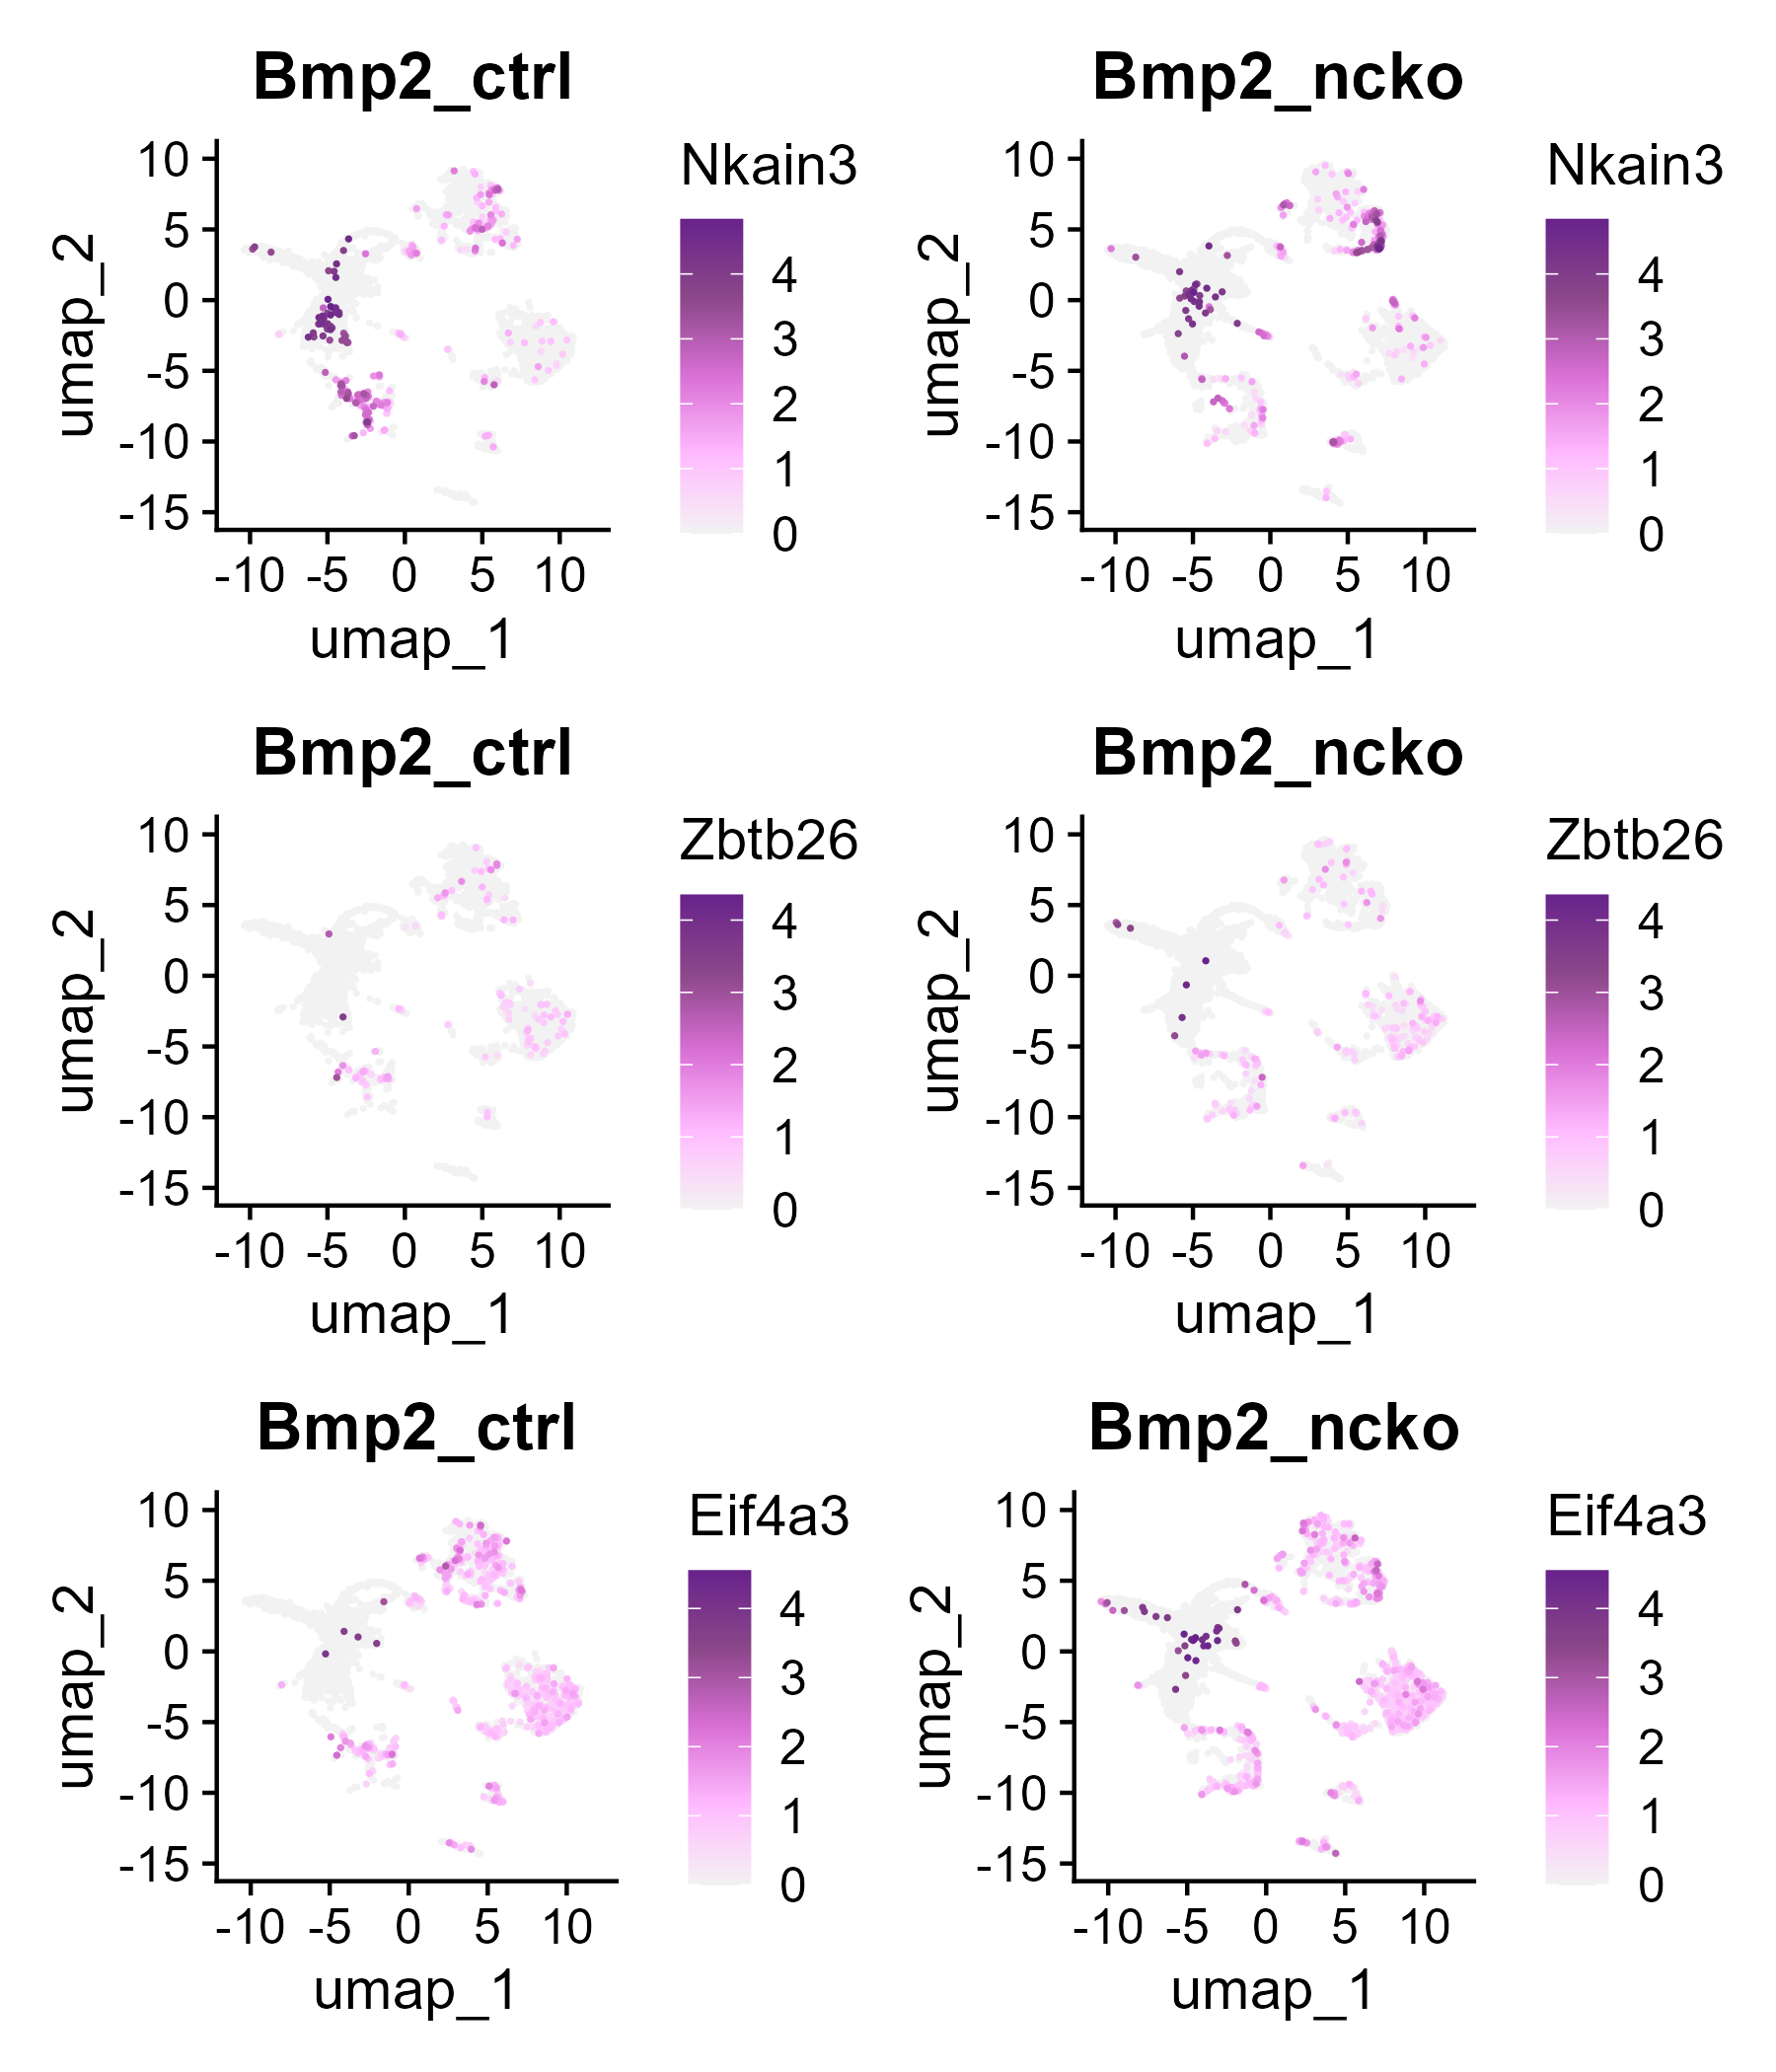 Bmp2_ctrl Bmp2_ncko
Nkain3 Nkain3
10 10
5 5
0 0
-5 -5
-10 -10
-15 -15
umap_2 umap_2
4 4
3 3
2 2
1 1
0 0
-10 -5 0 5 10 -10 -5 0 5 10
umap_1 umap_1
Bmp2_ctrl Bmp2_ncko
Zbtb26 Zbtb26
10 10
5 5
0 0
-5 -5
-10 -10
-15 -15
umap_2 umap_2
4 4
3 3
2 2
1 1
0 0
-10 -5 0 5 10 -10 -5 0 5 10
umap_1 umap_1
Bmp2_ctrl Bmp2_ncko
Eif4a3 Eif4a3
10 10
5 5
0 0
-5 -5
-10 -10
-15 -15
umap_2 umap_2
4 4
3 3
2 2
1 1
0 0
-10 -5 0 5 10 -10 -5 0 5 10
umap_1 umap_1